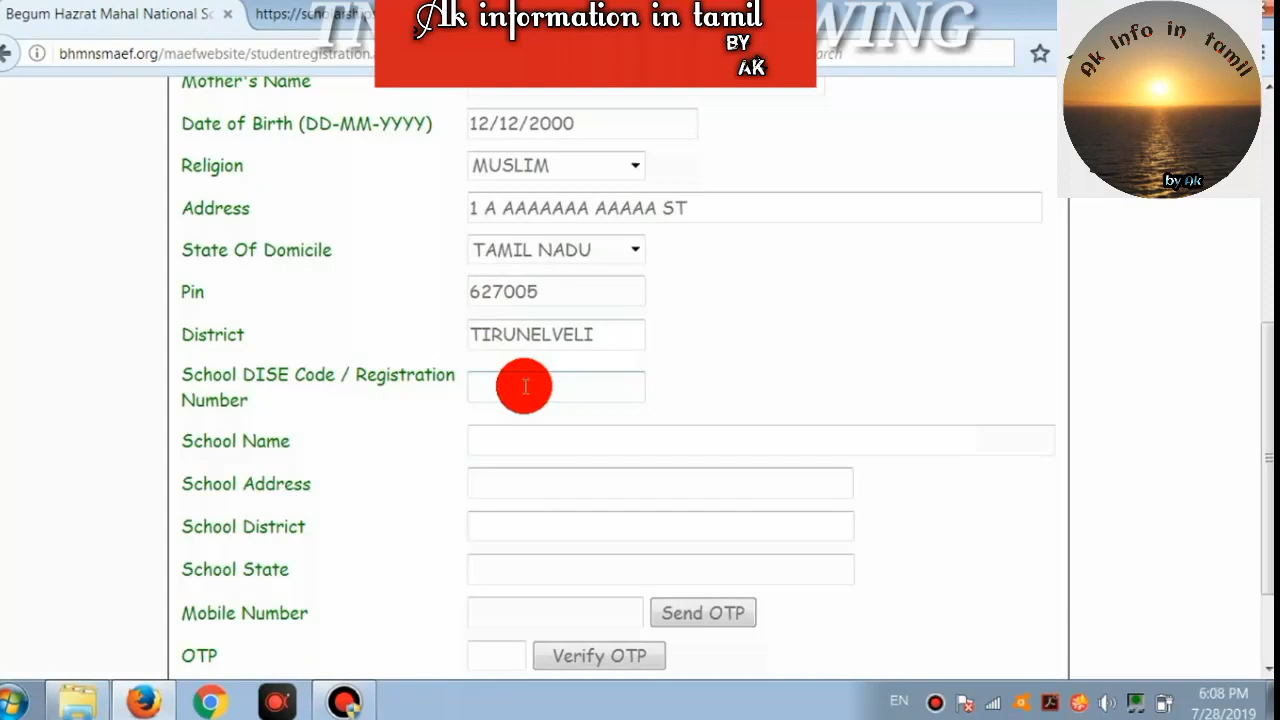 Begum Hazrat Mahal National Sc
https://scholarship
Ak information in tamil
BY
AK
WING
bhmnsmaef.org/maefwebsite/studentregistration.
arch
Ak info in tamil
by Ak
Mother's Name
Date of Birth (DD-MM-YYYY) 12/12/2000
Religion MUSLIM
Address 1 A AAAAAAA AAAAA ST
State Of Domicile TAMIL NADU
Pin 627005
District TIRUNELVELI
School DISE Code / Registration
Number
School Name
School Address
School District
School State
Mobile Number Send OTP
OTP Verify OTP
EN 6:08 PM
7/28/2019